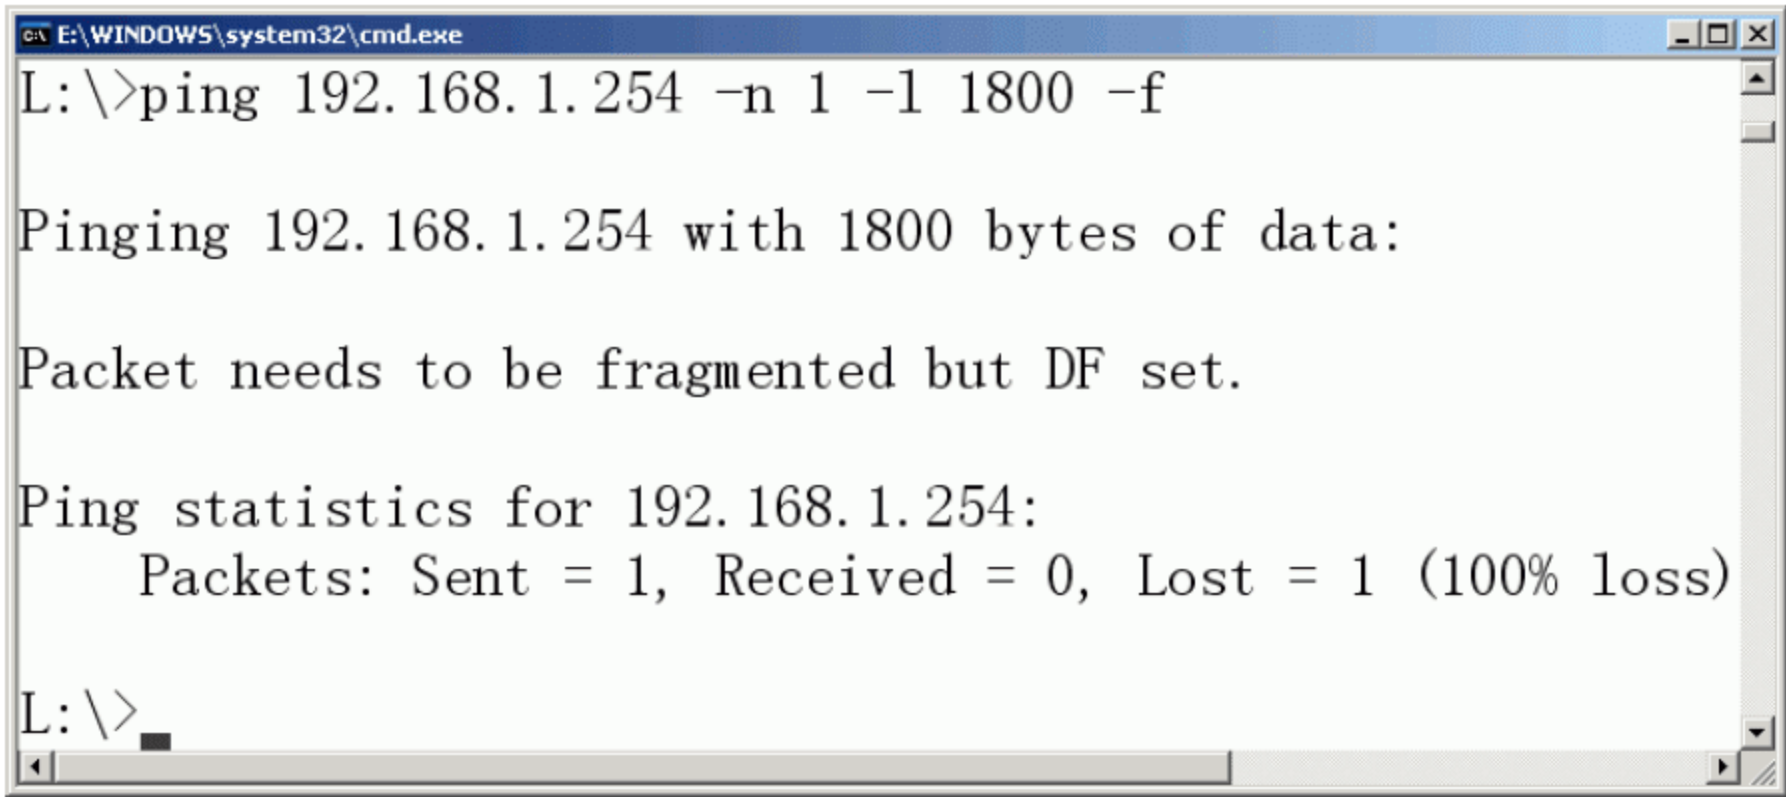 E:\WINDOWS\system32\cmd.exe
L:\>ping 192.168.1.254 -n 1 -l 1800 -f
Pinging 192.168.1.254 with 1800 bytes of data:
Packet needs to be fragmented but DF set.
Ping statistics for 192.168.1.254:
    Packets: Sent = 1, Received = 0, Lost = 1 (100% loss)
L:\>